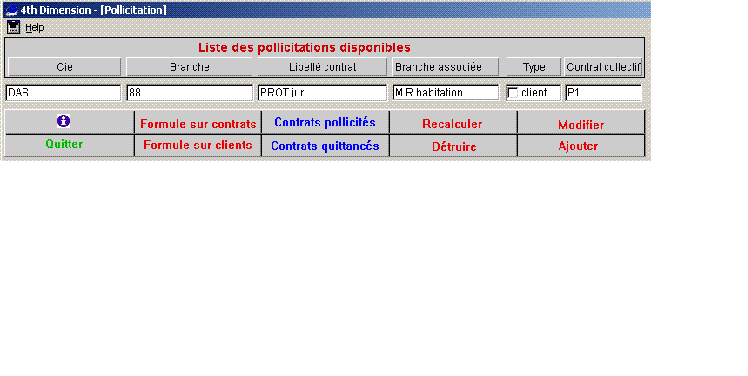 4th Dimension - [Pollicitation]
Help
Liste des pollicitations disponibles
Cie Branche Libellé contrat Branche associée Type Contrat collectif
DAS 88 PROT jur M R habitation client P1
Formule sur contrats Contrats pollicités Recalculer Modifier
Quitter Formule sur clients Contrats quittancés Détruire Ajouter